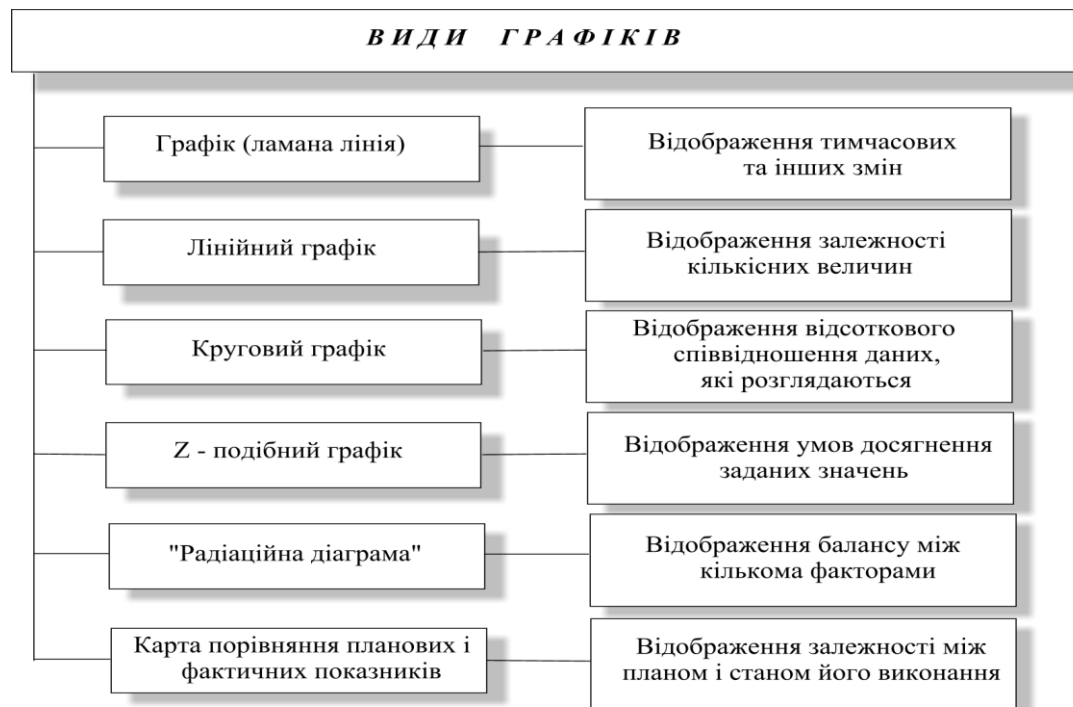 ВИДИ ГРАФІКІВ
Графік (ламана лінія)
Відображення тимчасових
та інших змін
Лінійний графік
Відображення залежності
кількісних величин
Круговий графік
Відображення відсоткового
співвідношення даних,
які розглядаються
Z - подібний графік
Відображення умов досягнення
заданих значень
"Радіаційна діаграма"
Відображення балансу між
кількома факторами
Карта порівняння планових і
фактичних показників
Відображення залежності між
планом і станом його виконання